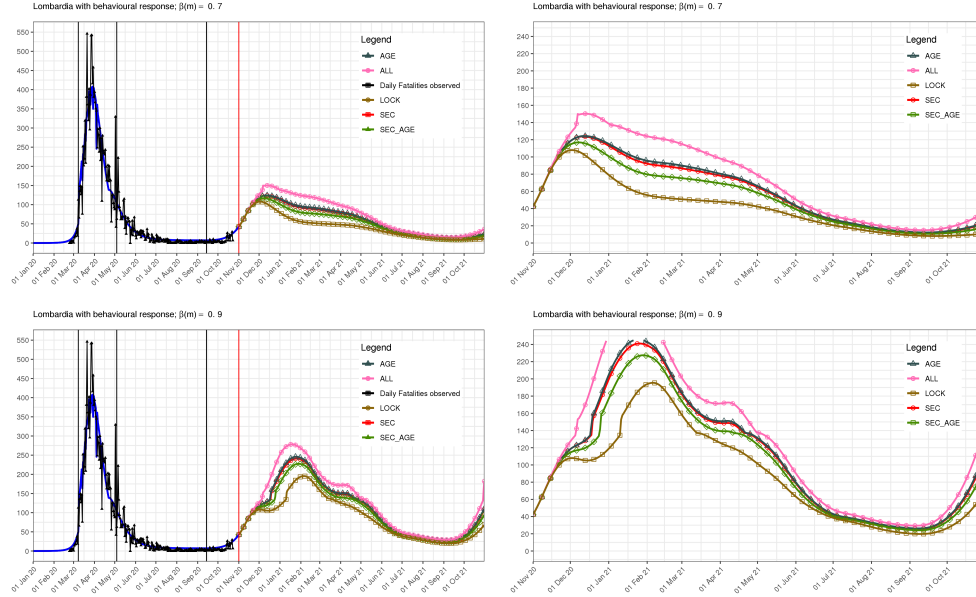 Lombardia with behavioural response; β(m) = 0. 7
550
500
450
400
350
300
250
200
150
100
50
0
01 Jan 20
01 Feb 20
01 Mar 20
01 Apr 20
01 May 20
01 Jun 20
01 Jul 20
01 Aug 20
01 Sep 20
01 Oct 20
01 Nov 20
01 Dec 20
01 Jan 21
01 Feb 21
01 Mar 21
01 Apr 21
01 May 21
01 Jun 21
01 Jul 21
01 Aug 21
01 Sep 21
01 Oct 21
Legend
AGE
ALL
Daily Fatalities observed
LOCK
SEC
SEC_AGE
Lombardia with behavioural response; β(m) = 0. 7
240
220
200
180
160
140
120
100
80
60
40
20
0
01 Nov 20
01 Dec 20
01 Jan 21
01 Feb 21
01 Mar 21
01 Apr 21
01 May 21
01 Jun 21
01 Jul 21
01 Aug 21
01 Sep 21
01 Oct 21
Legend
AGE
ALL
LOCK
SEC
SEC_AGE
Lombardia with behavioural response; β(m) = 0. 9
550
500
450
400
350
300
250
200
150
100
50
0
01 Jan 20
01 Feb 20
01 Mar 20
01 Apr 20
01 May 20
01 Jun 20
01 Jul 20
01 Aug 20
01 Sep 20
01 Oct 20
01 Nov 20
01 Dec 20
01 Jan 21
01 Feb 21
01 Mar 21
01 Apr 21
01 May 21
01 Jun 21
01 Jul 21
01 Aug 21
01 Sep 21
01 Oct 21
Legend
AGE
ALL
Daily Fatalities observed
LOCK
SEC
SEC_AGE
Lombardia with behavioural response; β(m) = 0. 9
240
220
200
180
160
140
120
100
80
60
40
20
0
01 Nov 20
01 Dec 20
01 Jan 21
01 Feb 21
01 Mar 21
01 Apr 21
01 May 21
01 Jun 21
01 Jul 21
01 Aug 21
01 Sep 21
01 Oct 21
Legend
AGE
ALL
LOCK
SEC
SEC_AGE